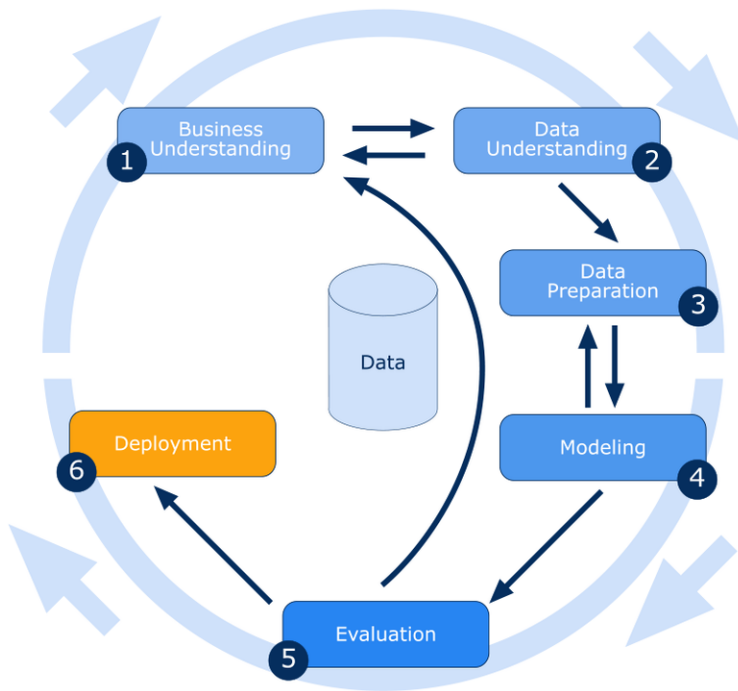 Business
Understanding
1
Data
Understanding
2
Data
Preparation
3
Data
Deployment
6
Modeling
4
Evaluation
5